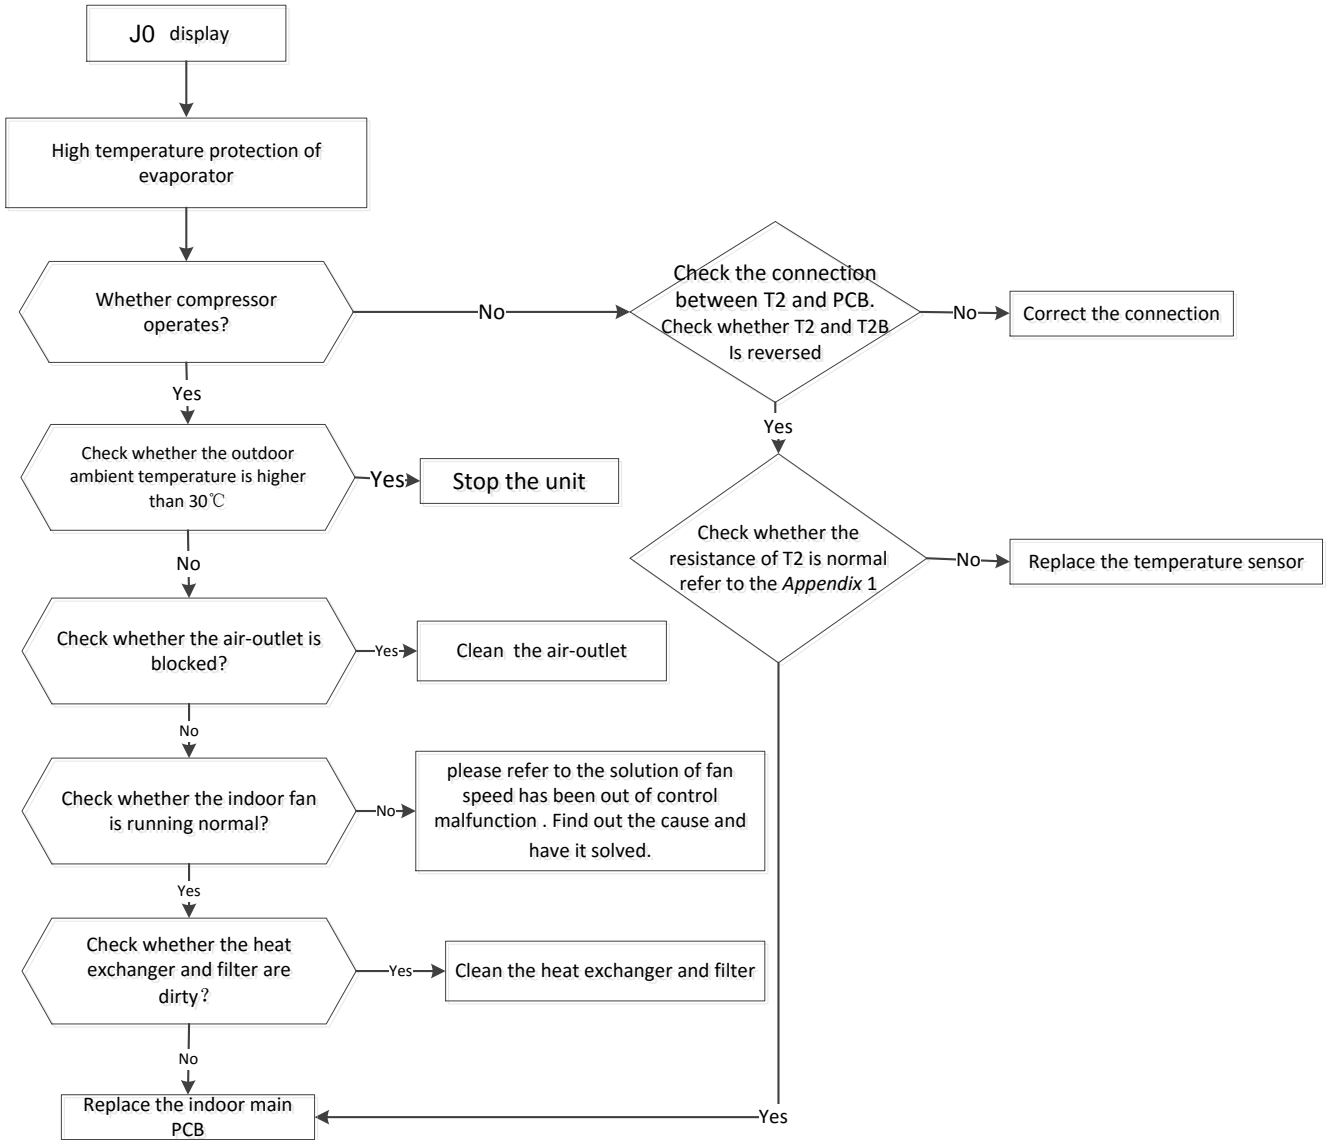 J0 display
High temperature protection of
evaporator
Whether compressor
operates?
No
Check the connection
between T2 and PCB.
Check whether T2 and T2B
Is reversed
No
Correct the connection
Yes
Yes
Check whether the outdoor
ambient temperature is higher
than 30℃
Yes
Stop the unit
Check whether the
resistance of T2 is normal
refer to the Appendix 1
No
Replace the temperature sensor
No
Check whether the air-outlet is
blocked?
Yes
Clean the air-outlet
No
Check whether the indoor fan
is running normal?
No
please refer to the solution of fan
speed has been out of control
malfunction . Find out the cause and
have it solved.
Yes
Check whether the heat
exchanger and filter are
dirty？
Yes
Clean the heat exchanger and filter
No
Replace the indoor main
PCB
Yes